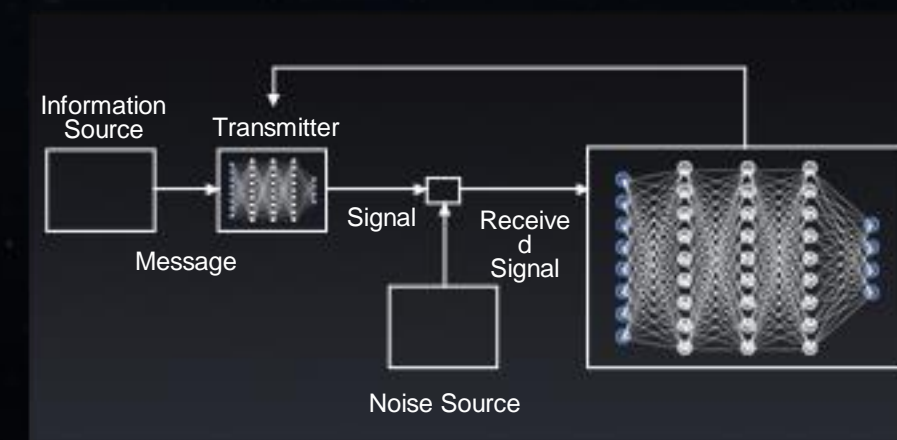 Information
Source
Transmitter
Signal
Receive
d
Signal
Message
Noise Source